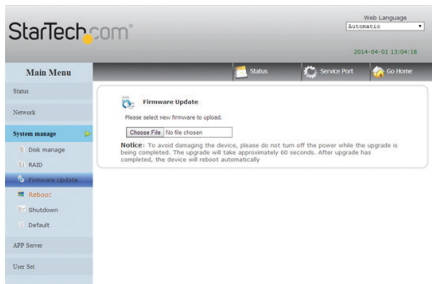 StarTech.com
Web Language
Automatic
2014-04-01 13:04:18
Main Menu
Status
Service Port
Go Home
Status
Network
System manage
Disk manage
RAID
Firmware Update
Reboot
Shutdown
Default
APP Server
User Set
Firmware Update
Please select new firmware to upload.
Choose File No file chosen
Notice: To avoid damaging the device, please do not turn off the power while the upgrade is
being completed. The upgrade will take approximately 60 seconds. After upgrade has
completed, the device will reboot automatically